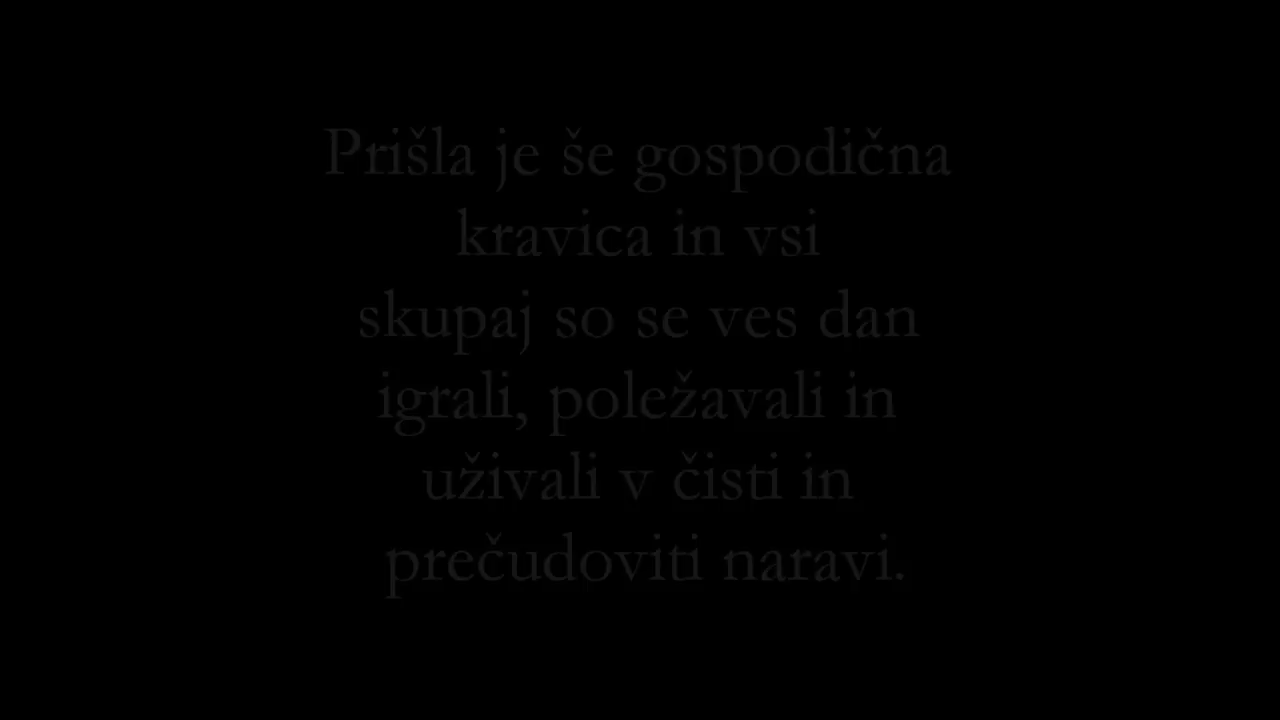 Prišla je še gospodična
kravica in vsi
skupaj so se ves dan
igrali, poležavali in
uživali v čisti in
prečudoviti naravi.